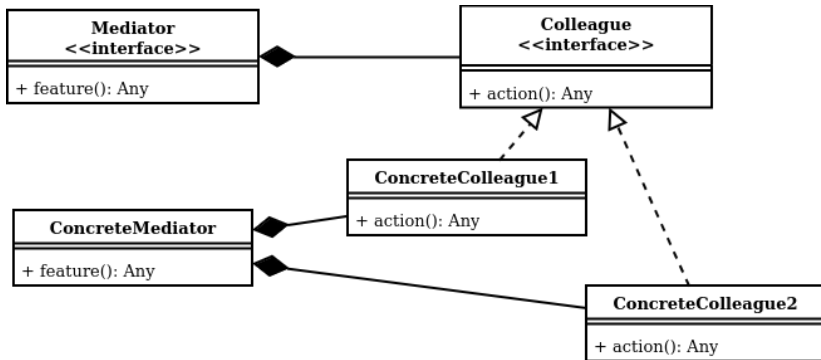 Mediator
<<interface>>
+ feature(): Any
Colleague
<<interface>>
+ action(): Any
ConcreteColleague1
+ action(): Any
ConcreteMediator
+ feature(): Any
ConcreteColleague2
+ action(): Any